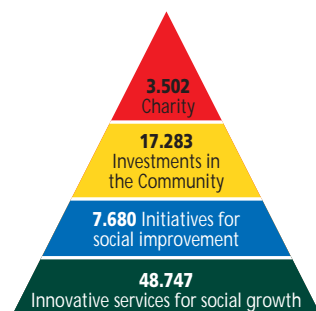 3.502
Charity
17.283
Investments in
the Community
7.680 Initiatives for
social improvement
48.747
Innovative services for social growth